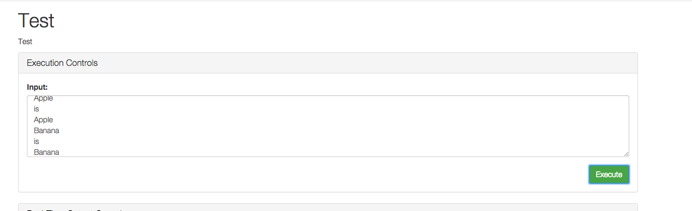 Test
Test
Execution Controls
Input:
Apple
is
Apple
Banana
is
Banana
Execute